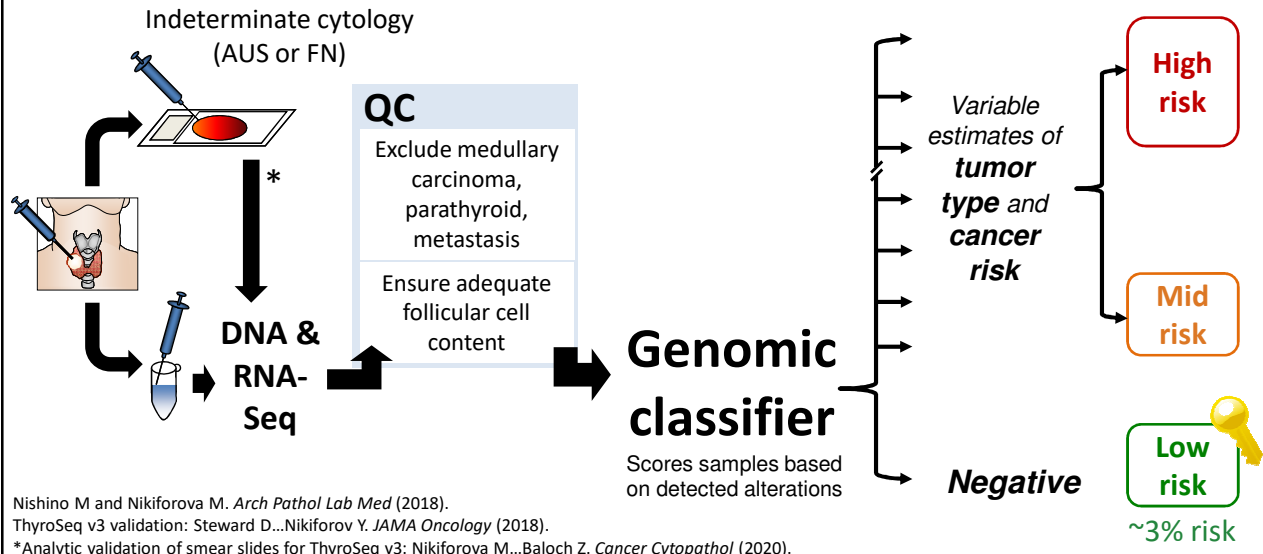 Indeterminate cytology
(AUS or FN)
*
DNA &
RNA-
Seq
QC
Exclude medullary
carcinoma,
parathyroid,
metastasis
Ensure adequate
follicular cell
content
Genomic
classifier
Scores samples based
on detected alterations
Variable
estimates of
tumor
type and
cancer
risk
Negative
High
risk
Mid
risk
Low
risk
~3% risk
Nishino M and Nikiforova M. Arch Pathol Lab Med (2018).
ThyroSeq v3 validation: Steward D...Nikiforov Y. JAMA Oncology (2018).
*Analytic validation of smear slides for ThyroSeq v3: Nikiforova M...Baloch Z. Cancer Cytopathol (2020).